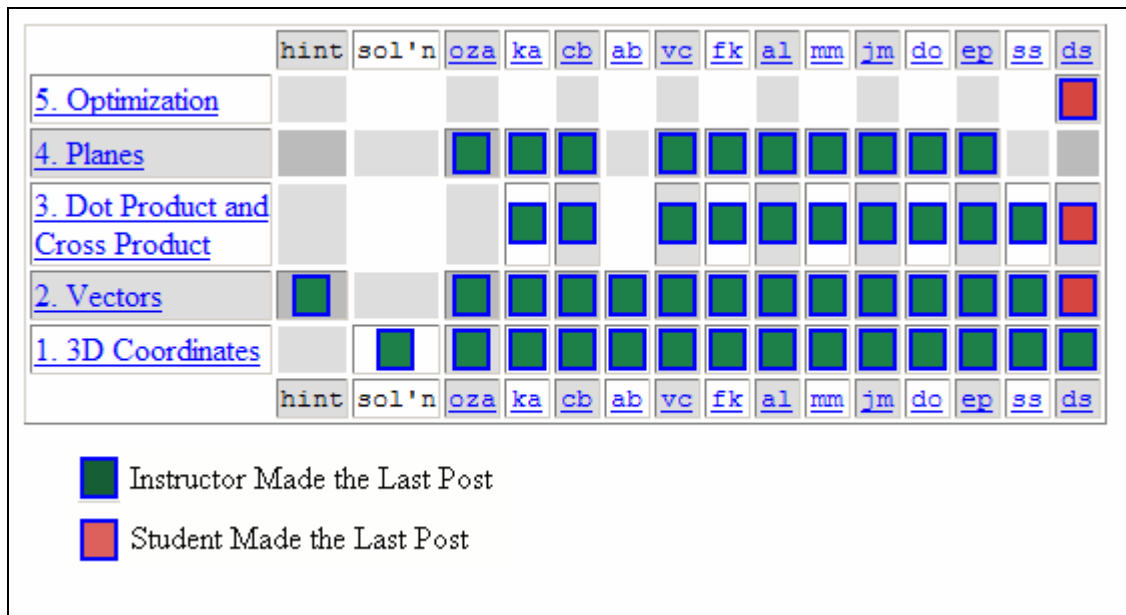 hint sol'n oza ka cb ab vc fk al mm jm do ep ss ds
5. Optimization
4. Planes
3. Dot Product and
Cross Product
2. Vectors
1. 3D Coordinates
hint sol'n oza ka cb ab vc fk al mm jm do ep ss ds
Instructor Made the Last Post
Student Made the Last Post